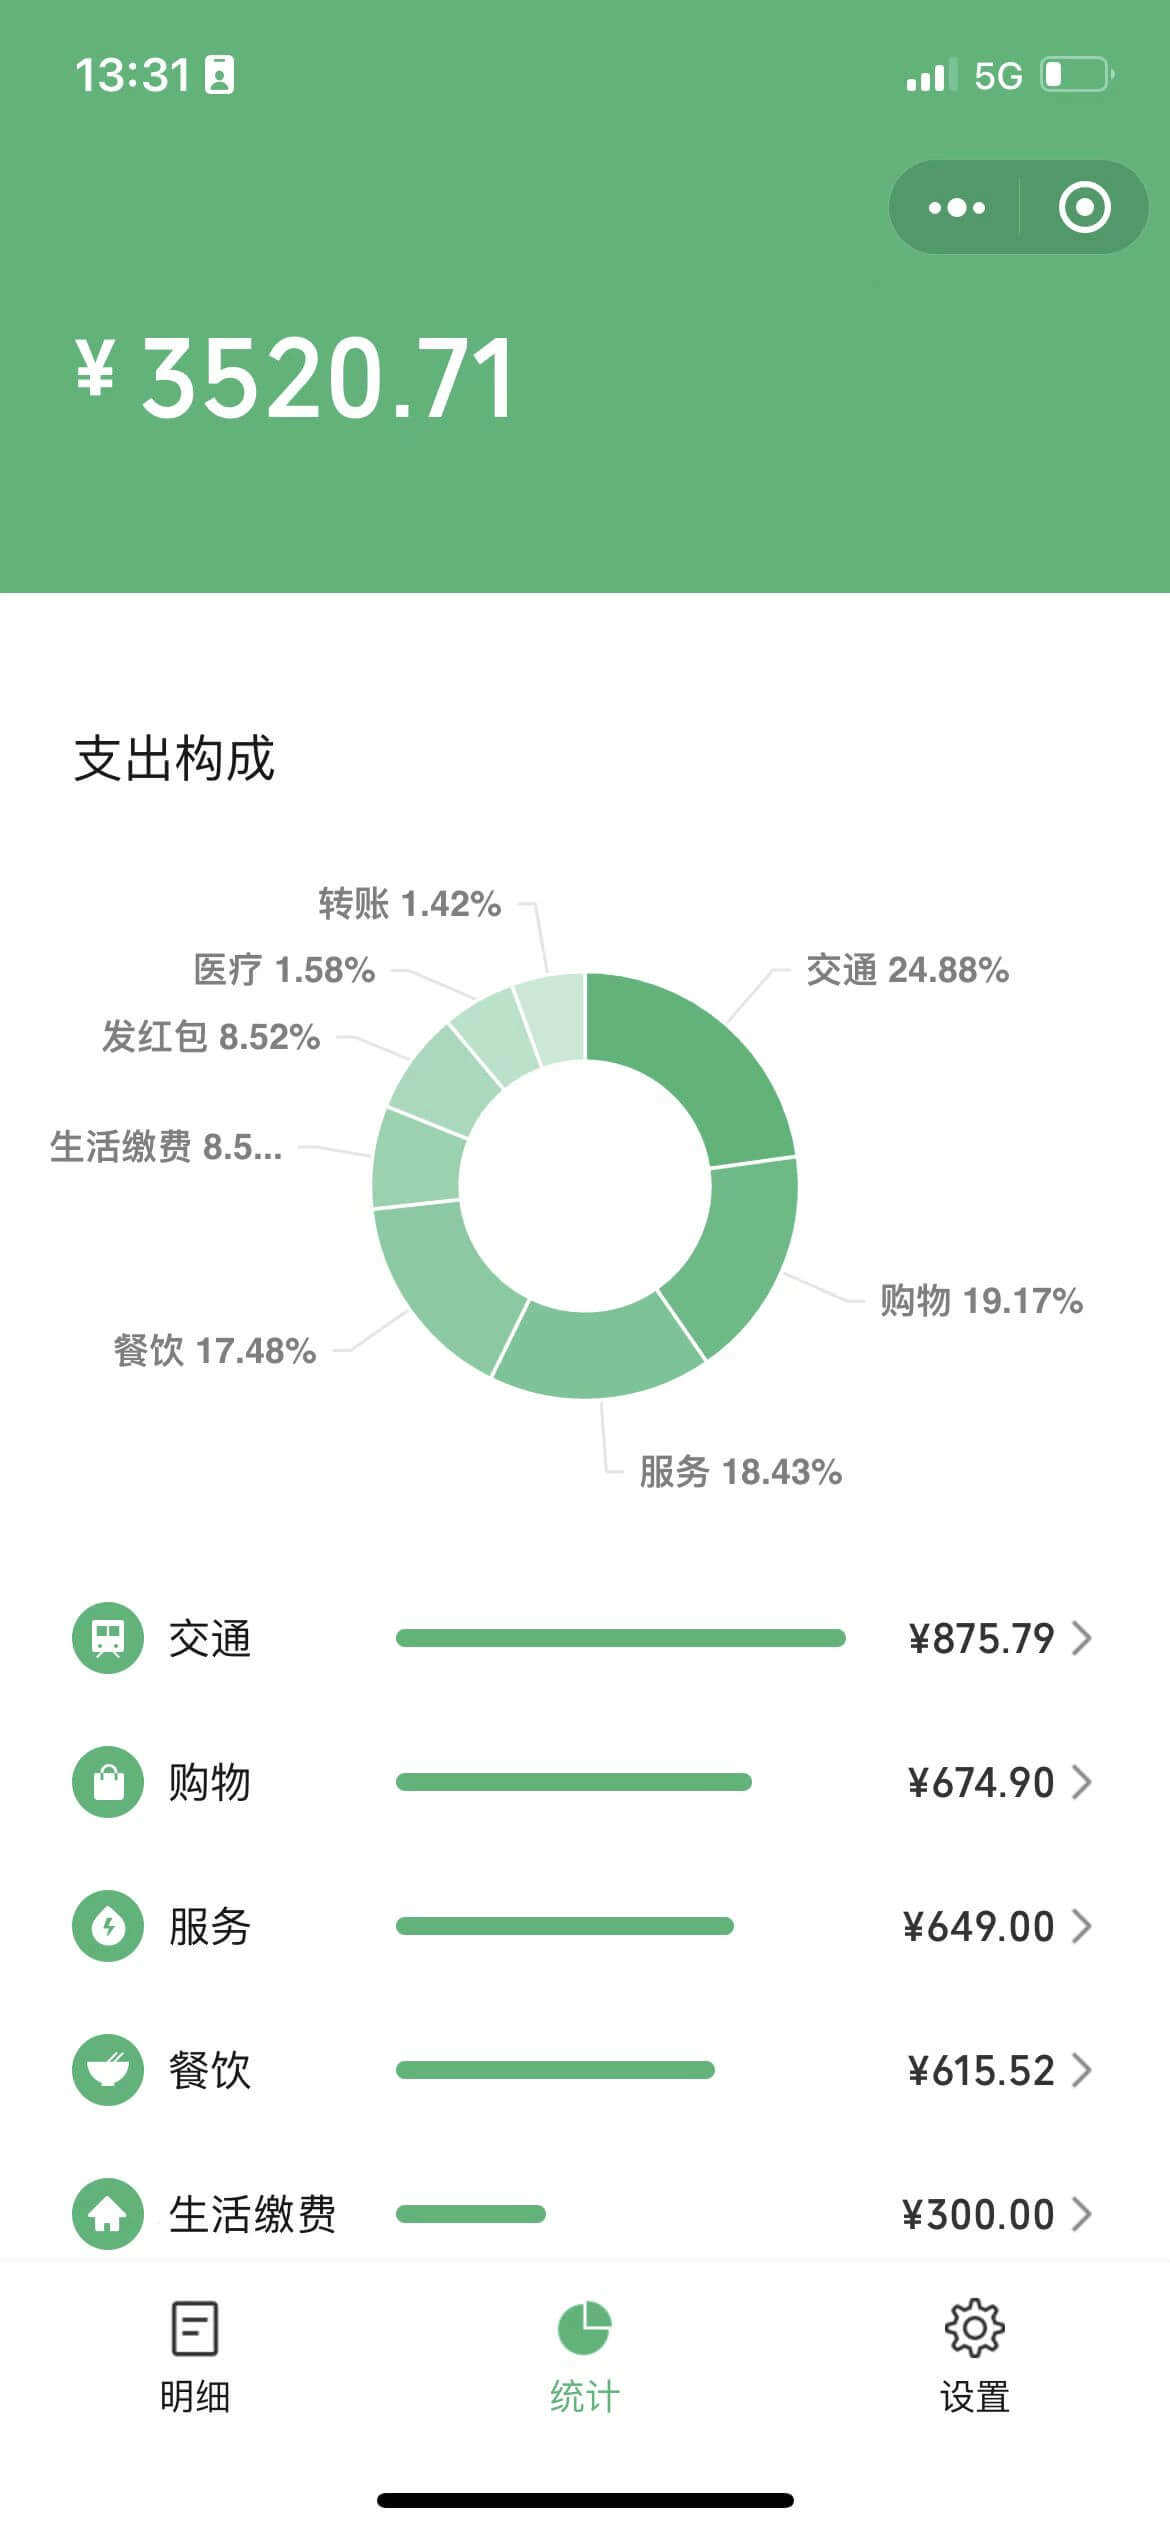 13:31 5G
¥ 3520.71
支出构成
转账 1.42%
医疗 1.58%
交通 24.88%
发红包 8.52%
生活缴费 8.5...
购物 19.17%
餐饮 17.48%
服务 18.43%
交通 ¥875.79
购物 ¥674.90
服务 ¥649.00
餐饮 ¥615.52
生活缴费 ¥300.00
明细 统计 设置